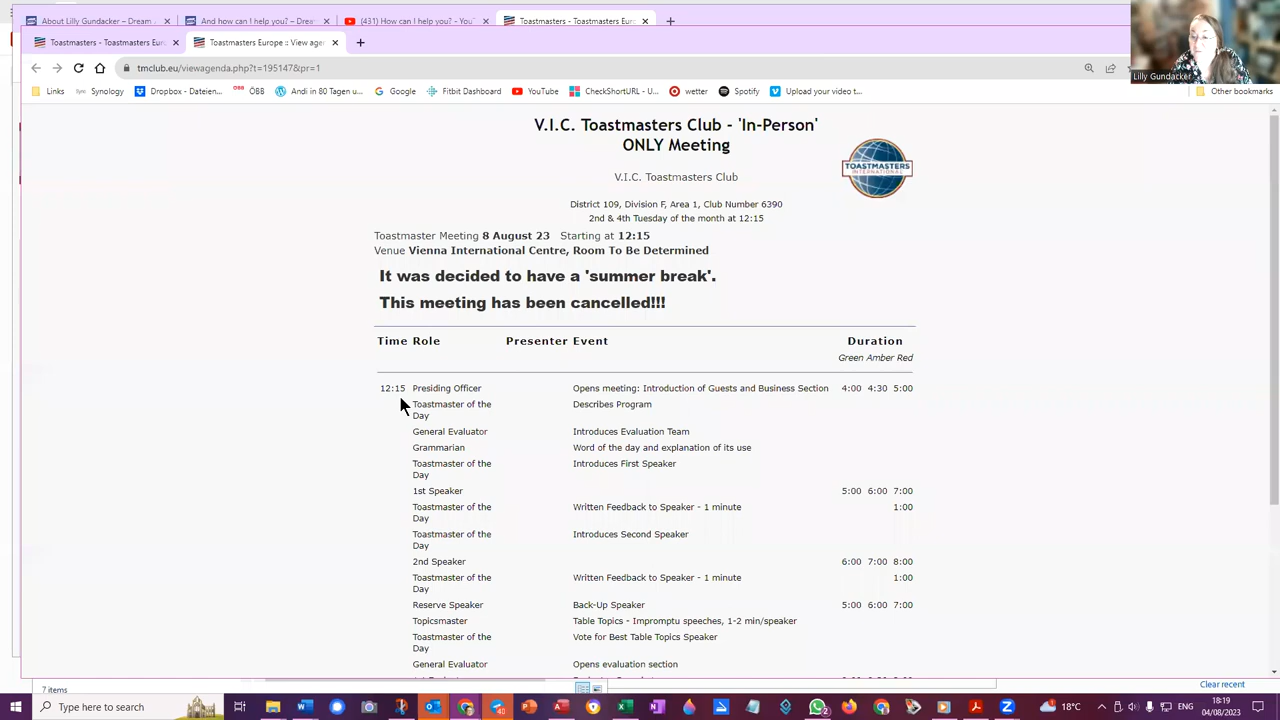 About Lilly Gundacker – Dream
And how can I help you? – Drea
(431) How can I help you? - You
Toastmasters - Toastmasters Eur
Toastmasters - Toastmasters Eur
Toastmasters Europe :: View age
tmclub.eu/viewagenda.php?t=195147&pr=1
Links
Synology
Dropbox - Dateien...
ÖBB
Andi in 80 Tagen u...
Google
Fitbit Dashboard
YouTube
CheckShortURL - U...
wetter
Spotify
Upload your video t...
Other bookmarks
Lilly Gundacker
V.I.C. Toastmasters Club - 'In-Person'
ONLY Meeting
TOASTMASTERS
INTERNATIONAL
V.I.C. Toastmasters Club
District 109, Division F, Area 1, Club Number 6390
2nd & 4th Tuesday of the month at 12:15
Toastmaster Meeting 8 August 23 Starting at 12:15
Venue Vienna International Centre, Room To Be Determined
It was decided to have a 'summer break'.
This meeting has been cancelled!!!
Time Role Presenter Event Duration
Green Amber Red
12:15 Presiding Officer Opens meeting: Introduction of Guests and Business Section 4:00 4:30 5:00
Toastmaster of the Describes Program
Day
General Evaluator Introduces Evaluation Team
Grammarian Word of the day and explanation of its use
Toastmaster of the Introduces First Speaker
Day
1st Speaker 5:00 6:00 7:00
Toastmaster of the Written Feedback to Speaker - 1 minute 1:00
Day
Toastmaster of the Introduces Second Speaker
Day
2nd Speaker 6:00 7:00 8:00
Toastmaster of the Written Feedback to Speaker - 1 minute 1:00
Day
Reserve Speaker Back-Up Speaker 5:00 6:00 7:00
Topicsmaster Table Topics - Impromptu speeches, 1-2 min/speaker
Toastmaster of the Vote for Best Table Topics Speaker
Day
General Evaluator Opens evaluation section
7 items
Clear recent
Type here to search
18°C
18:19
04/08/2023